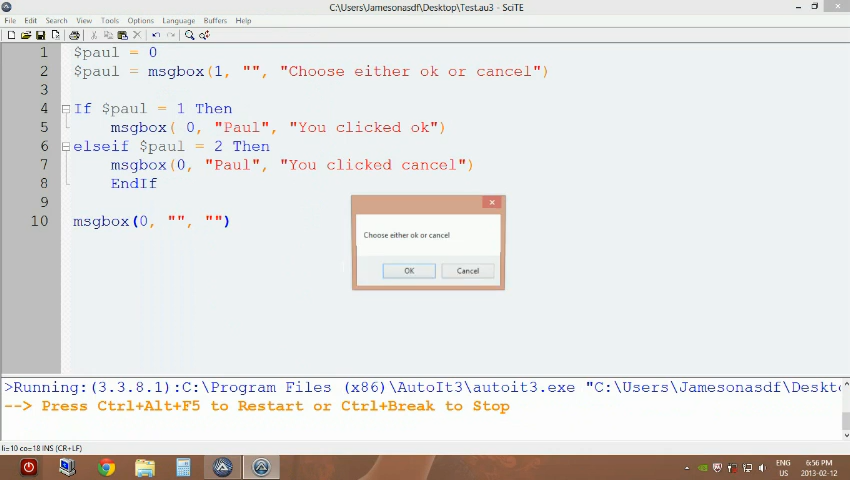 C:\Users\Jamesonasdf\Desktop\Test.au3 - SciTE
File Edit Search View Tools Options Language Buffers Help
1 $paul = 0
2 $paul = msgbox(1, "", "Choose either ok or cancel")
3
4 If $paul = 1 Then
5 msgbox( 0, "Paul", "You clicked ok")
6 elseif $paul = 2 Then
7 msgbox(0, "Paul", "You clicked cancel")
8 EndIf
9
10 msgbox(0, "", "")
Choose either ok or cancel
OK Cancel
>Running:(3.3.8.1):C:\Program Files (x86)\AutoIt3\autoit3.exe "C:\Users\Jamesonasdf\Deskto
--> Press Ctrl+Alt+F5 to Restart or Ctrl+Break to Stop
li=10 co=18 INS (CR+LF)
ENG 6:56 PM
US 2013-02-12